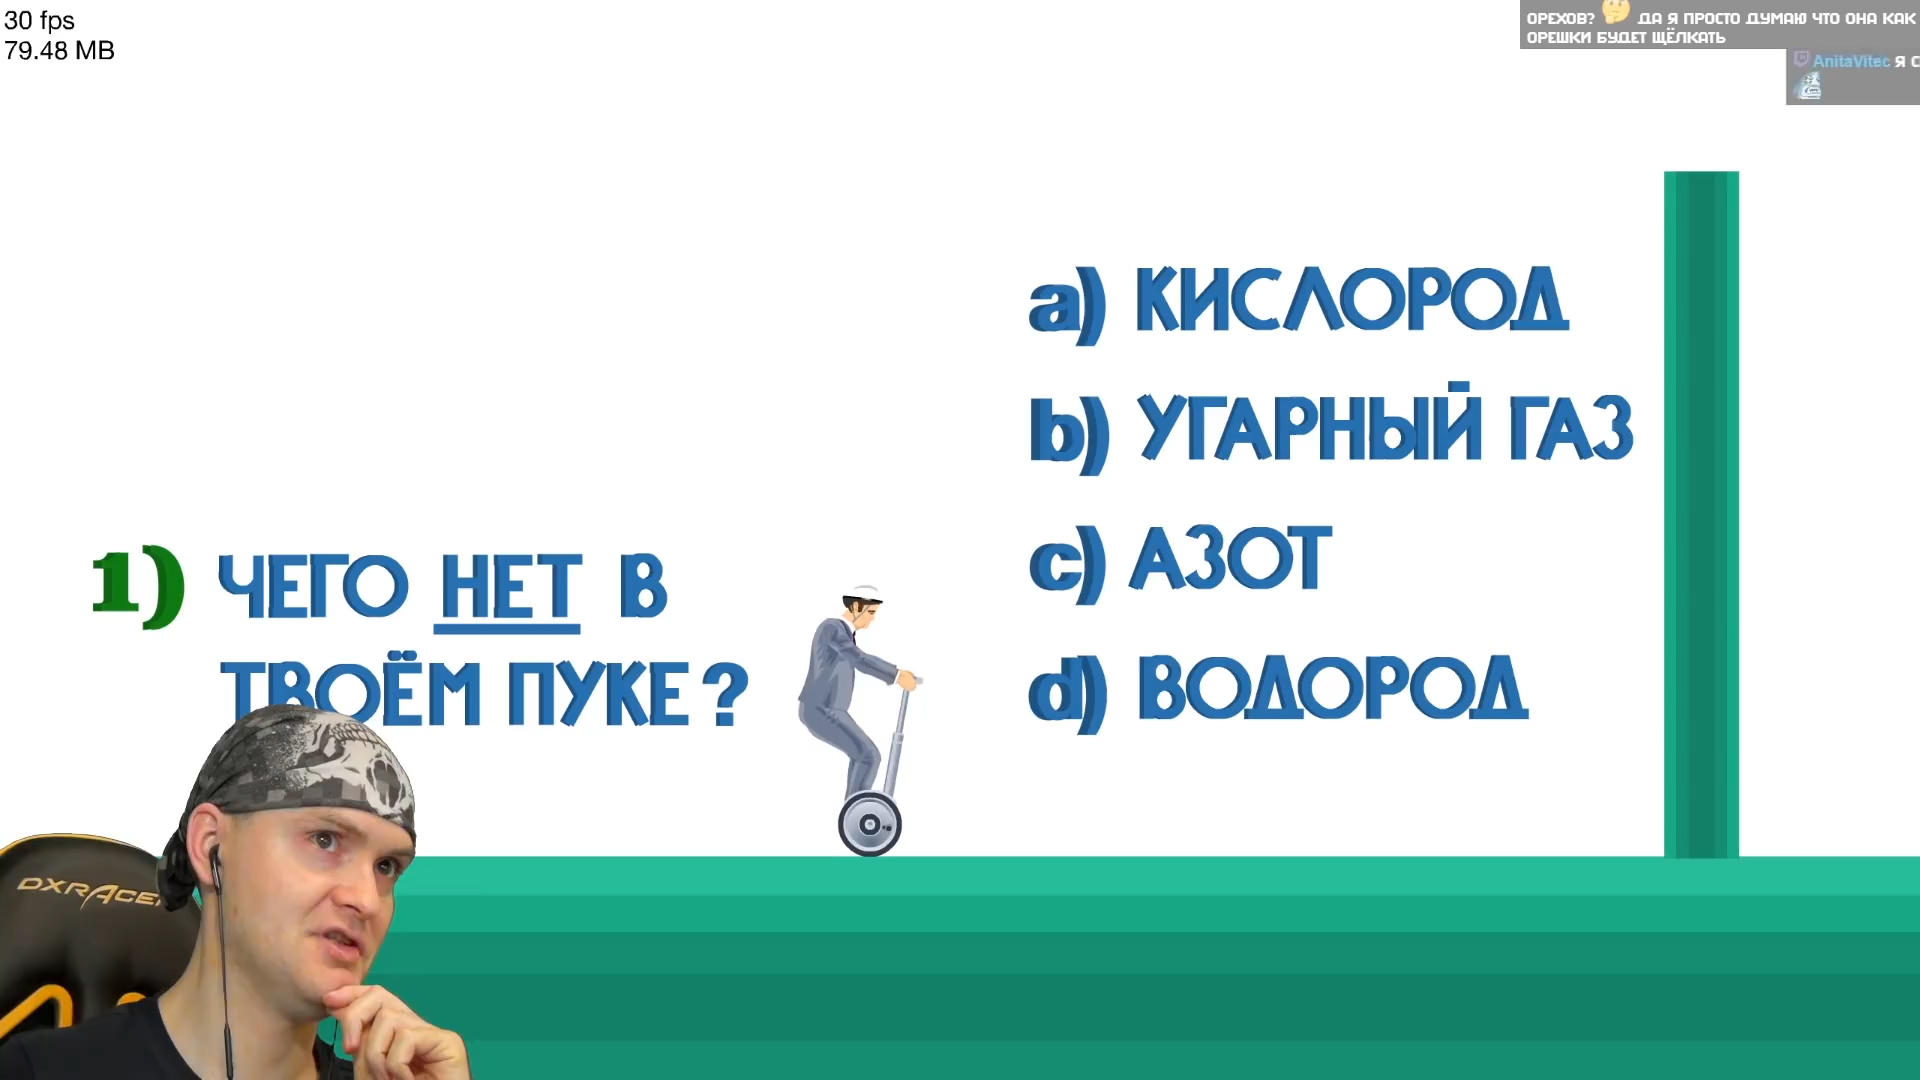 30 fps
79.48 MB
ОРЕХОВ? 🤔 ДА Я ПРОСТО ДУМАЮ ЧТО ОНА КАК
ОРЕШКИ БУДЕТ ЩЁЛКАТЬ
AnitaVitec Я С
a) КИСЛОРОД
b) УГАРНЫЙ ГАЗ
c) АЗОТ
d) ВОДОРОД
1) ЧЕГО НЕТ В
ТВОЁМ ПУКЕ?
DXRACER